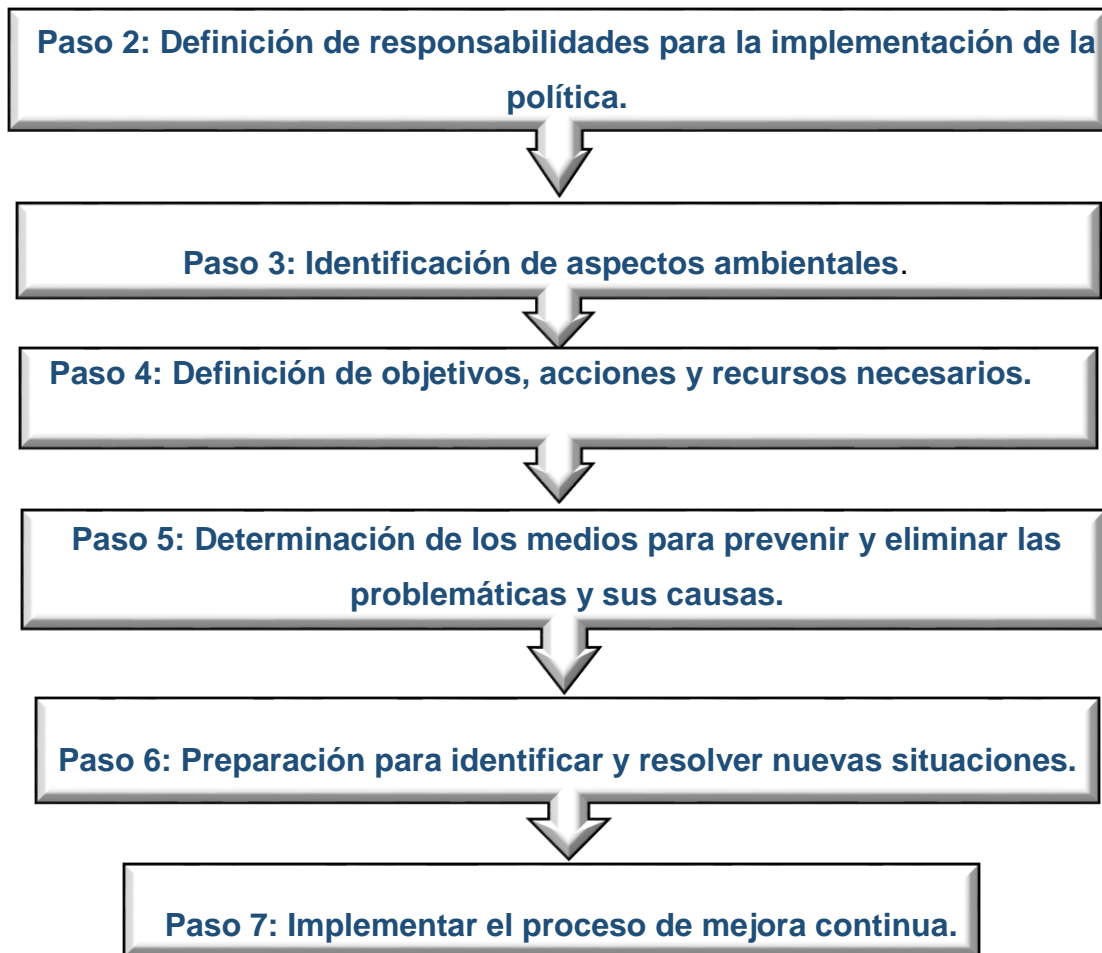 Paso 2: Definición de responsabilidades para la implementación de la
política.
Paso 3: Identificación de aspectos ambientales.
Paso 4: Definición de objetivos, acciones y recursos necesarios.
Paso 5: Determinación de los medios para prevenir y eliminar las
problemáticas y sus causas.
Paso 6: Preparación para identificar y resolver nuevas situaciones.
Paso 7: Implementar el proceso de mejora continua.